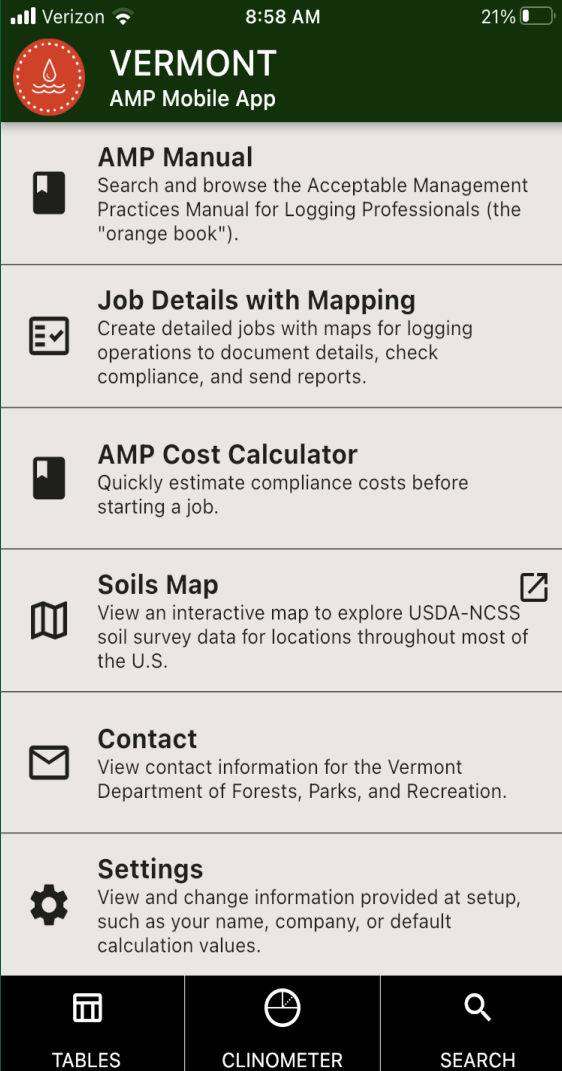 Verizon 8:58 AM 21%
VERMONT
AMP Mobile App
AMP Manual
Search and browse the Acceptable Management
Practices Manual for Logging Professionals (the
"orange book").
Job Details with Mapping
Create detailed jobs with maps for logging
operations to document details, check
compliance, and send reports.
AMP Cost Calculator
Quickly estimate compliance costs before
starting a job.
Soils Map
View an interactive map to explore USDA-NCSS
soil survey data for locations throughout most of
the U.S.
Contact
View contact information for the Vermont
Department of Forests, Parks, and Recreation.
Settings
View and change information provided at setup,
such as your name, company, or default
calculation values.
TABLES CLINOMETER SEARCH